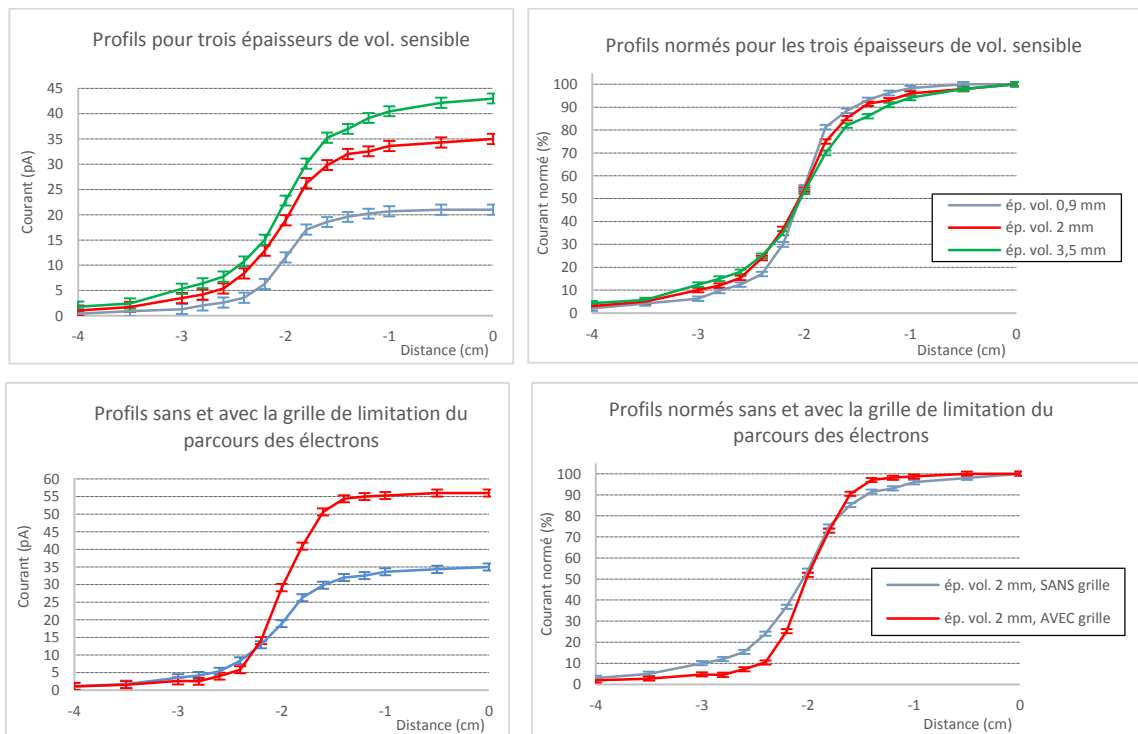 Profils pour trois épaisseurs de vol. sensible
45
40
35
30
25
20
15
10
5
0
Courant (pA)
-4 -3 -2 -1 0
Distance (cm)
Profils normés pour les trois épaisseurs de vol. sensible
100
90
80
70
60
50
40
30
20
10
0
Courant normé (%)
ép. vol. 0,9 mm
ép. vol. 2 mm
ép. vol. 3,5 mm
-4 -3 -2 -1 0
Distance (cm)
Profils sans et avec la grille de limitation du
parcours des électrons
60
55
50
45
40
35
30
25
20
15
10
5
0
Courant (pA)
-4 -3 -2 -1 0
Distance (cm)
Profils normés sans et avec la grille de limitation du
parcours des électrons
100
90
80
70
60
50
40
30
20
10
0
Courant normé (%)
ép. vol. 2 mm, SANS grille
ép. vol. 2 mm, AVEC grille
-4 -3 -2 -1 0
Distance (cm)